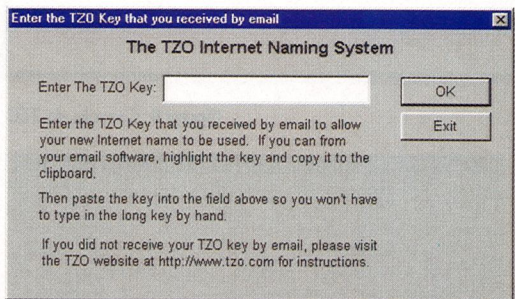 Enter the TZO Key that you received by email
The TZO Internet Naming System
Enter The TZO Key:
OK
Enter the TZO Key that you received by email to allow
your new Internet name to be used. If you can from
your email software, highlight the key and copy it to the
clipboard.
Exit
Then paste the key into the field above so you won't have
to type in the long key by hand.
If you did not receive your TZO key by email, please visit
the TZO website at http://www.tzo.com for instructions.